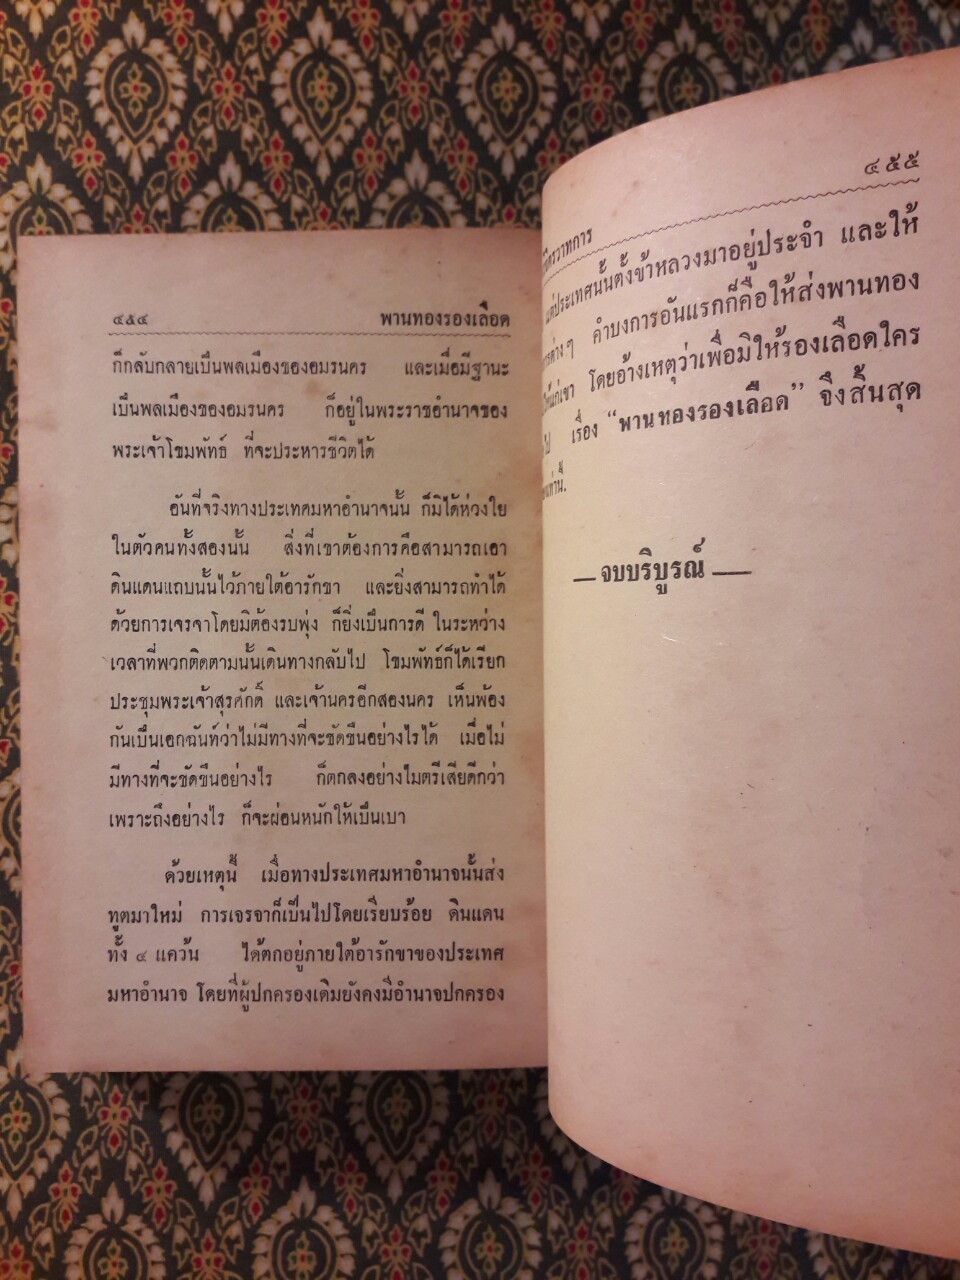 ๔๕๔ พานทองรองเลือด
ก็กลับกลายเป็นพลเมืองของอมรนคร และเมื่อมีฐานะ
เป็นพลเมืองของอมรนคร ก็อยู่ในพระราชอำนาจของ
พระเจ้าโขมพัทธ์ ที่จะประหารชีวิตได้
อันที่จริงทางประเทศมหาอำนาจนั้น ก็มิได้ห่วงใย
ในตัวคนทั้งสองนั้น สิ่งที่เขาต้องการคือสามารถเอา
ดินแดนแถบนั้นไว้ภายใต้อารักขา และยิ่งสามารถทำได้
ด้วยการเจรจาโดยมิต้องรบพุ่ง ก็ยิ่งเป็นการดี ในระหว่าง
เวลาที่พวกติดตามนั้นเดินทางกลับไป โขมพัทธ์ก็ได้เรียก
ประชุมพระเจ้าสุรศักดิ์ และเจ้านครอีกสองนคร เห็นพ้อง
กันเป็นเอกฉันท์ว่าไม่มีทางที่จะขัดขืนอย่างไรได้ เมื่อไม่
มีทางที่จะขัดขืนอย่างไร ก็ตกลงอย่างไมตรีเสียดีกว่า
เพราะถึงอย่างไร ก็จะผ่อนหนักให้เป็นเบา
ด้วยเหตุนี้ เมื่อทางประเทศมหาอำนาจนั้นส่ง
ทูตมาใหม่ การเจรจาก็เป็นไปโดยเรียบร้อย ดินแดน
ทั้ง ๔ แคว้น ได้ตกอยู่ภายใต้อารักขาของประเทศ
มหาอำนาจ โดยที่ผู้ปกครองเดิมยังคงมีอำนาจปกครอง
๔๕๕
วิจิตรวาทการ
แต่ประเทศนั้นตั้งข้าหลวงมาอยู่ประจำ และให้
การต่างๆ คำบงการอันแรกก็คือให้ส่งพานทอง
ให้แก่เขา โดยอ้างเหตุว่าเพื่อมิให้รองเลือดใคร
ไป เรื่อง "พานทองรองเลือด" จึงสิ้นสุด
เท่านี้.
— จบบริบูรณ์ —